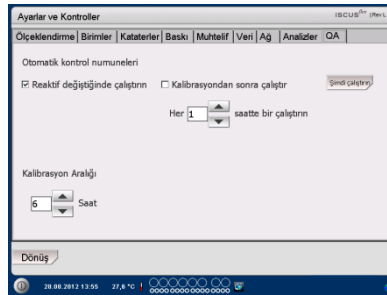 Ayarlar ve Kontroller
ISCUS
Ölçeklendirme Birimler Kataterler Baskı Muhtelif Veri Ağ Analizler QA
Otomatik kontrol numuneleri
Reaktif değiştiğinde çalıştırın Kalibrasyondan sonra çalıştır Şimdi çalıştırın
Her 1 saatte bir çalıştırın
Kalibrasyon Aralığı
6 Saat
Dönüş
20.08.2012 13:55 27,6 °C